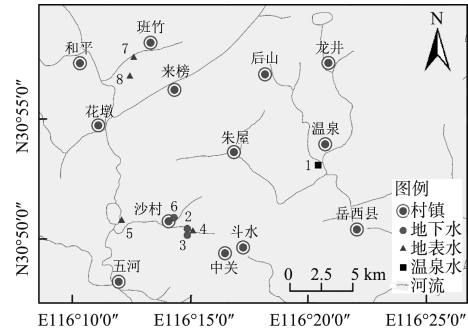 班竹
N
和平
7
后山
龙井
8
来榜
N30°55′0″
花墩
朱屋
温泉
1
图例
村镇
沙村
6
2
地下水
岳西县
4
地表水
5
3
斗水
N30°50′0″
温泉水
五河
中关
0 2.5 5 km
河流
E116°10′0″
E116°15′0″
E116°20′0″
E116°25′0″